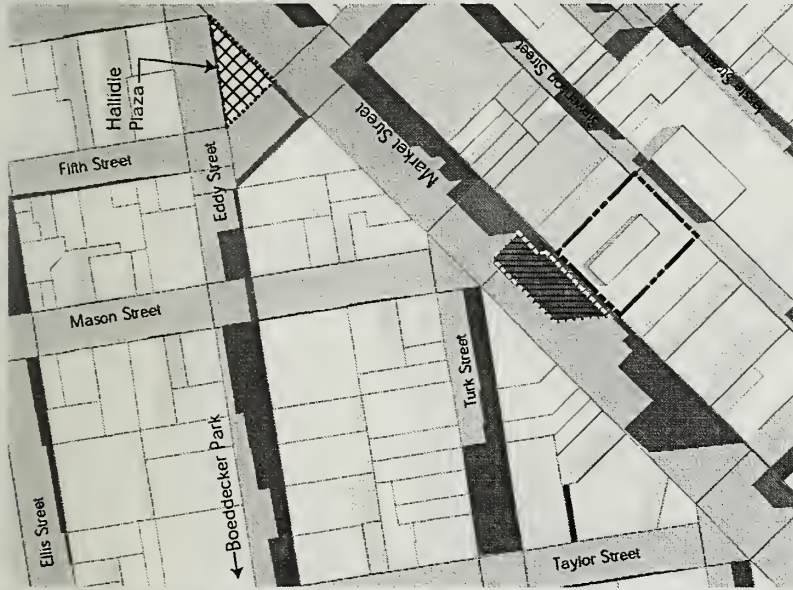 Hallidie
Plaza
Fifth Street
Eddy Street
Market Street
Stevenson Street
Jessie Street
Mason Street
Turk Street
Ellis Street
Boeddecker Park
Taylor Street